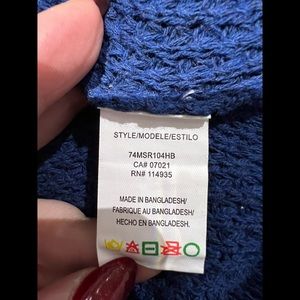 STYLE/MODELE/ESTILO
74MSR104HB
CA# 07021
RN# 114935
MADE IN BANGLADESH/
FABRIQUE AU BANGLADESH/
HECHO EN BANGLADESH.